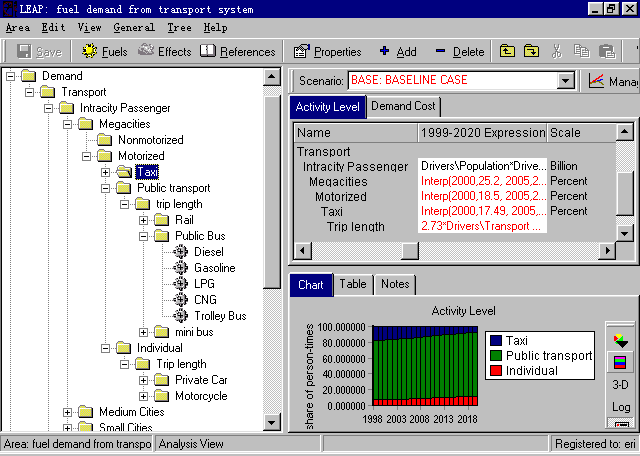 LEAP: fuel demand from transport system
Area Edit View General Tree Help
Save Fuels Effects References Properties Add Delete
Demand
Transport
Intracity Passenger
Megacities
Nonmotorized
Motorized
Taxi
Public transport
trip length
Rail
Public Bus
Diesel
Gasoline
LPG
CNG
Trolley Bus
mini bus
Individual
Trip length
Private Car
Motorcycle
Medium Cities
Small Cities
Scenario: BASE: BASELINE CASE Manag
Activity Level Demand Cost
Name 1999-2020 Expression Scale
Transport
Intracity Passenger Drivers\Population*Drive... Billion
Megacities Interp(2000,25.2, 2005,2... Percent
Motorized Interp(2000,18.5, 2005,2... Percent
Taxi Interp(2000,17.49, 2005,... Percent
Trip length 2.73*Drivers\Transport ...
Chart Table Notes
Activity Level
share of person-times
100.000000
80.000000
60.000000
40.000000
20.000000
0.000000
1998 2003 2008 2013 2018
Taxi
Public transport
Individual
3-D
Log
Area: fuel demand from transpo Analysis View Registered to: eri